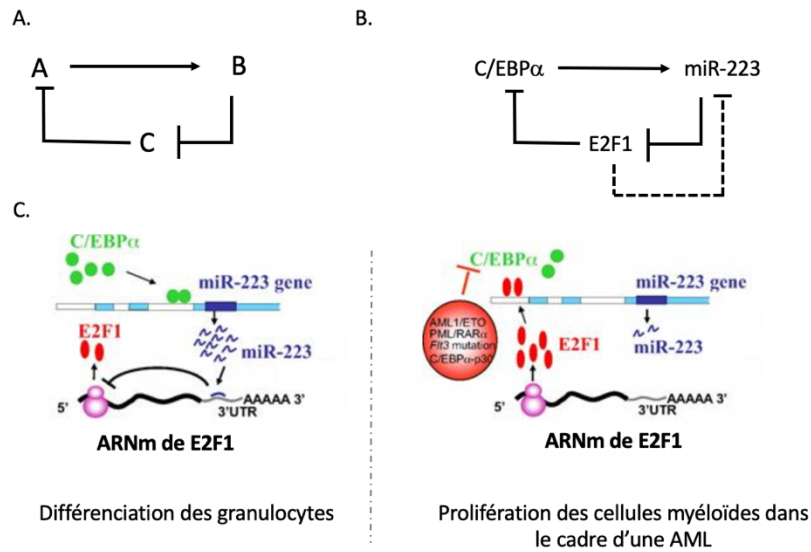 A.
A
B
C
B.
C/EBPα
miR-223
E2F1
C.
C/EBPα
miR-223 gene
E2F1
miR-223
5'
3'UTR
AAAAA 3'
ARNm de E2F1
Différenciation des granulocytes
C/EBPα
miR-223 gene
AML1/ETO
PML/RARα
Flt3 mutation
C/EBPα-p30
E2F1
miR-223
5'
3'UTR
AAAAA 3'
ARNm de E2F1
Prolifération des cellules myéloïdes dans
le cadre d'une AML